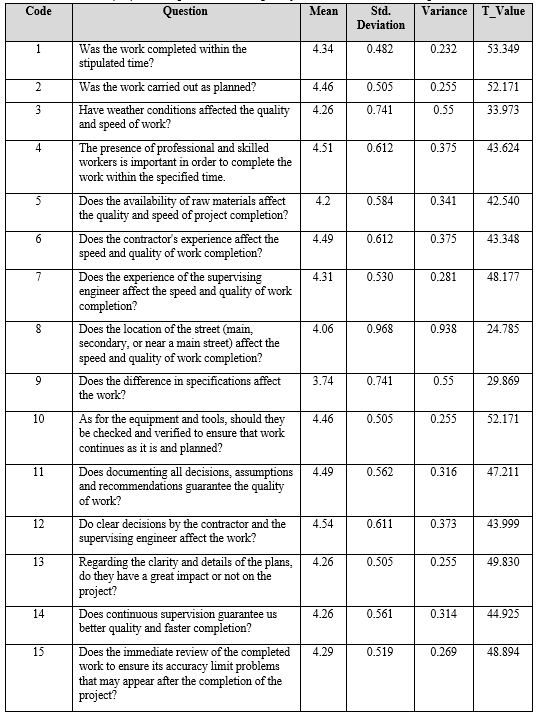 Code Question Mean Std. Deviation Variance T_Value
1 Was the work completed within the 4.34 0.482 0.232 53.349
stipulated time?
2 Was the work carried out as planned? 4.46 0.505 0.255 52.171
3 Have weather conditions affected the quality 4.26 0.741 0.55 33.973
and speed of work?
4 The presence of professional and skilled 4.51 0.612 0.375 43.624
workers is important in order to complete the
work within the specified time.
5 Does the availability of raw materials affect 4.2 0.584 0.341 42.540
the quality and speed of project completion?
6 Does the contractor's experience affect the 4.49 0.612 0.375 43.348
speed and quality of work completion?
7 Does the experience of the supervising 4.31 0.530 0.281 48.177
engineer affect the speed and quality of work
completion?
8 Does the location of the street (main, 4.06 0.968 0.938 24.785
secondary, or near a main street) affect the
speed and quality of work completion?
9 Does the difference in specifications affect 3.74 0.741 0.55 29.869
the work?
10 As for the equipment and tools, should they 4.46 0.505 0.255 52.171
be checked and verified to ensure that work
continues as it is and planned?
11 Does documenting all decisions, assumptions 4.49 0.562 0.316 47.211
and recommendations guarantee the quality
of work?
12 Do clear decisions by the contractor and the 4.54 0.611 0.373 43.999
supervising engineer affect the work?
13 Regarding the clarity and details of the plans, 4.26 0.505 0.255 49.830
do they have a great impact or not on the
project?
14 Does continuous supervision guarantee us 4.26 0.561 0.314 44.925
better quality and faster completion?
15 Does the immediate review of the completed 4.29 0.519 0.269 48.894
work to ensure its accuracy limit problems
that may appear after the completion of the
project?